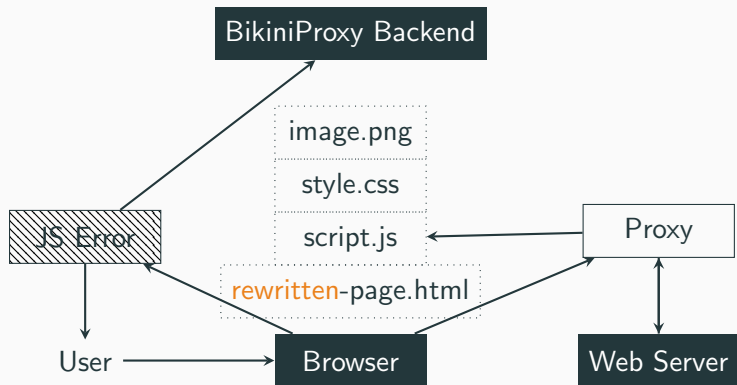 BikiniProxy Backend
image.png
style.css
script.js
JS Error
Proxy
rewritten-page.html
User
Browser
Web Server